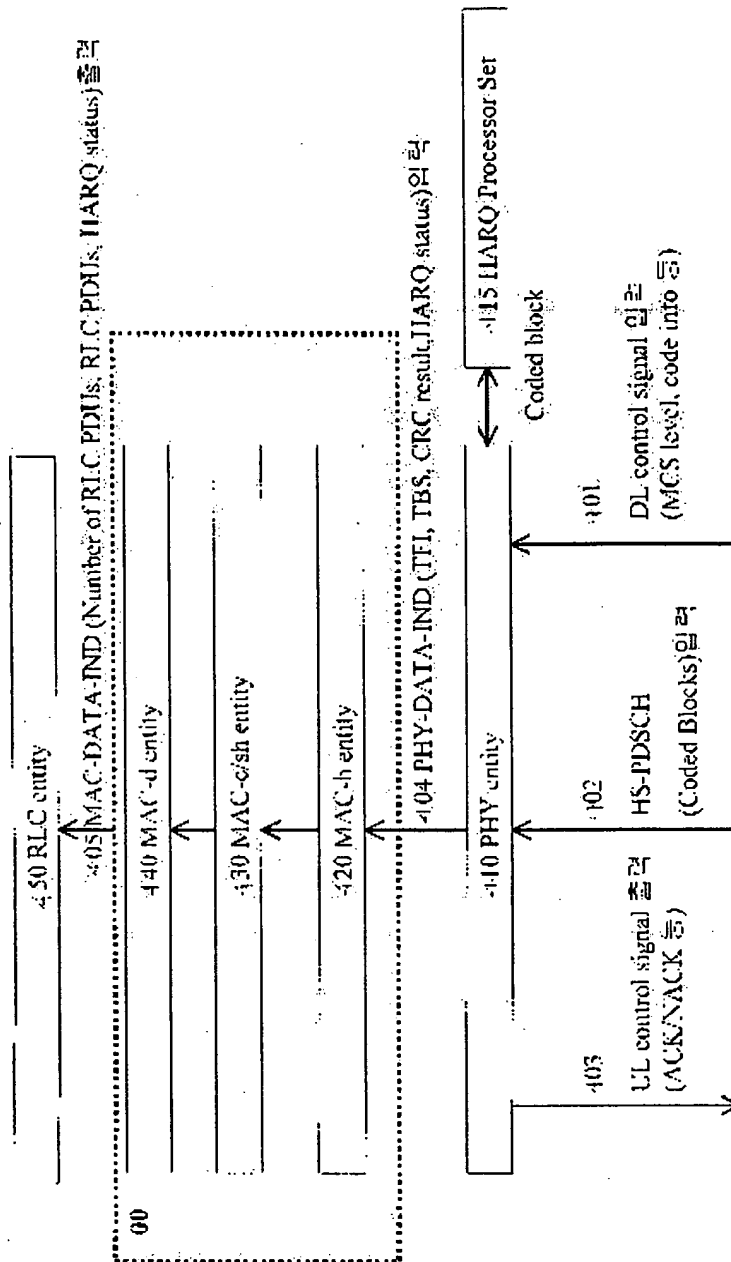 450 RLC entity
405 MAC-DATA-IND (Number of RLC PDUs, RLC PDUs, HARQ status)출력
440 MAC-d entity
430 MAC-c/sh entity
420 MAC-h entity
00
404 PHY-DATA-IND (TFI, TBS, CRC result, HARQ status)입력
410 PHY entity
415 HARQ Processor Set
Coded block
403
UL control signal 출력
(ACK/NACK 등)
402
HS-PDSCH
(Coded Blocks)입력
401
DL control signal 입력
(MCS level, code info 등)